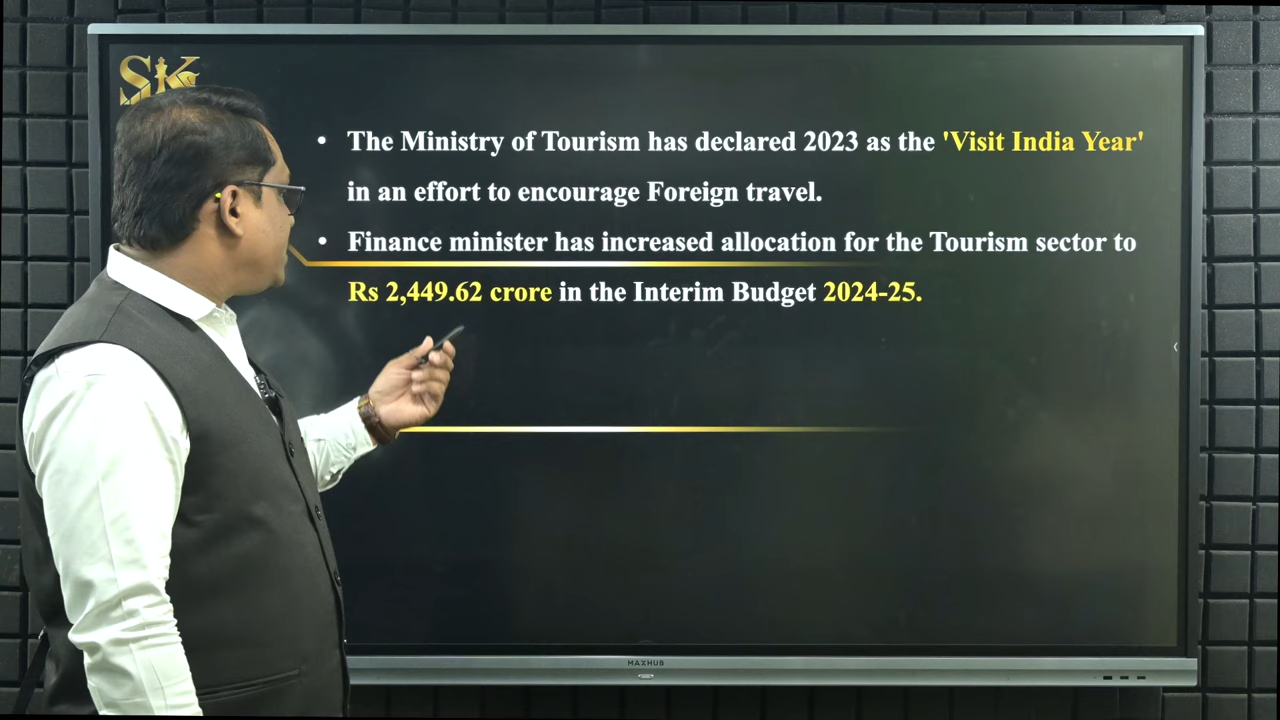 SK
• The Ministry of Tourism has declared 2023 as the 'Visit India Year'
in an effort to encourage Foreign travel.
• Finance minister has increased allocation for the Tourism sector to
Rs 2,449.62 crore in the Interim Budget 2024-25.
MAXHUB